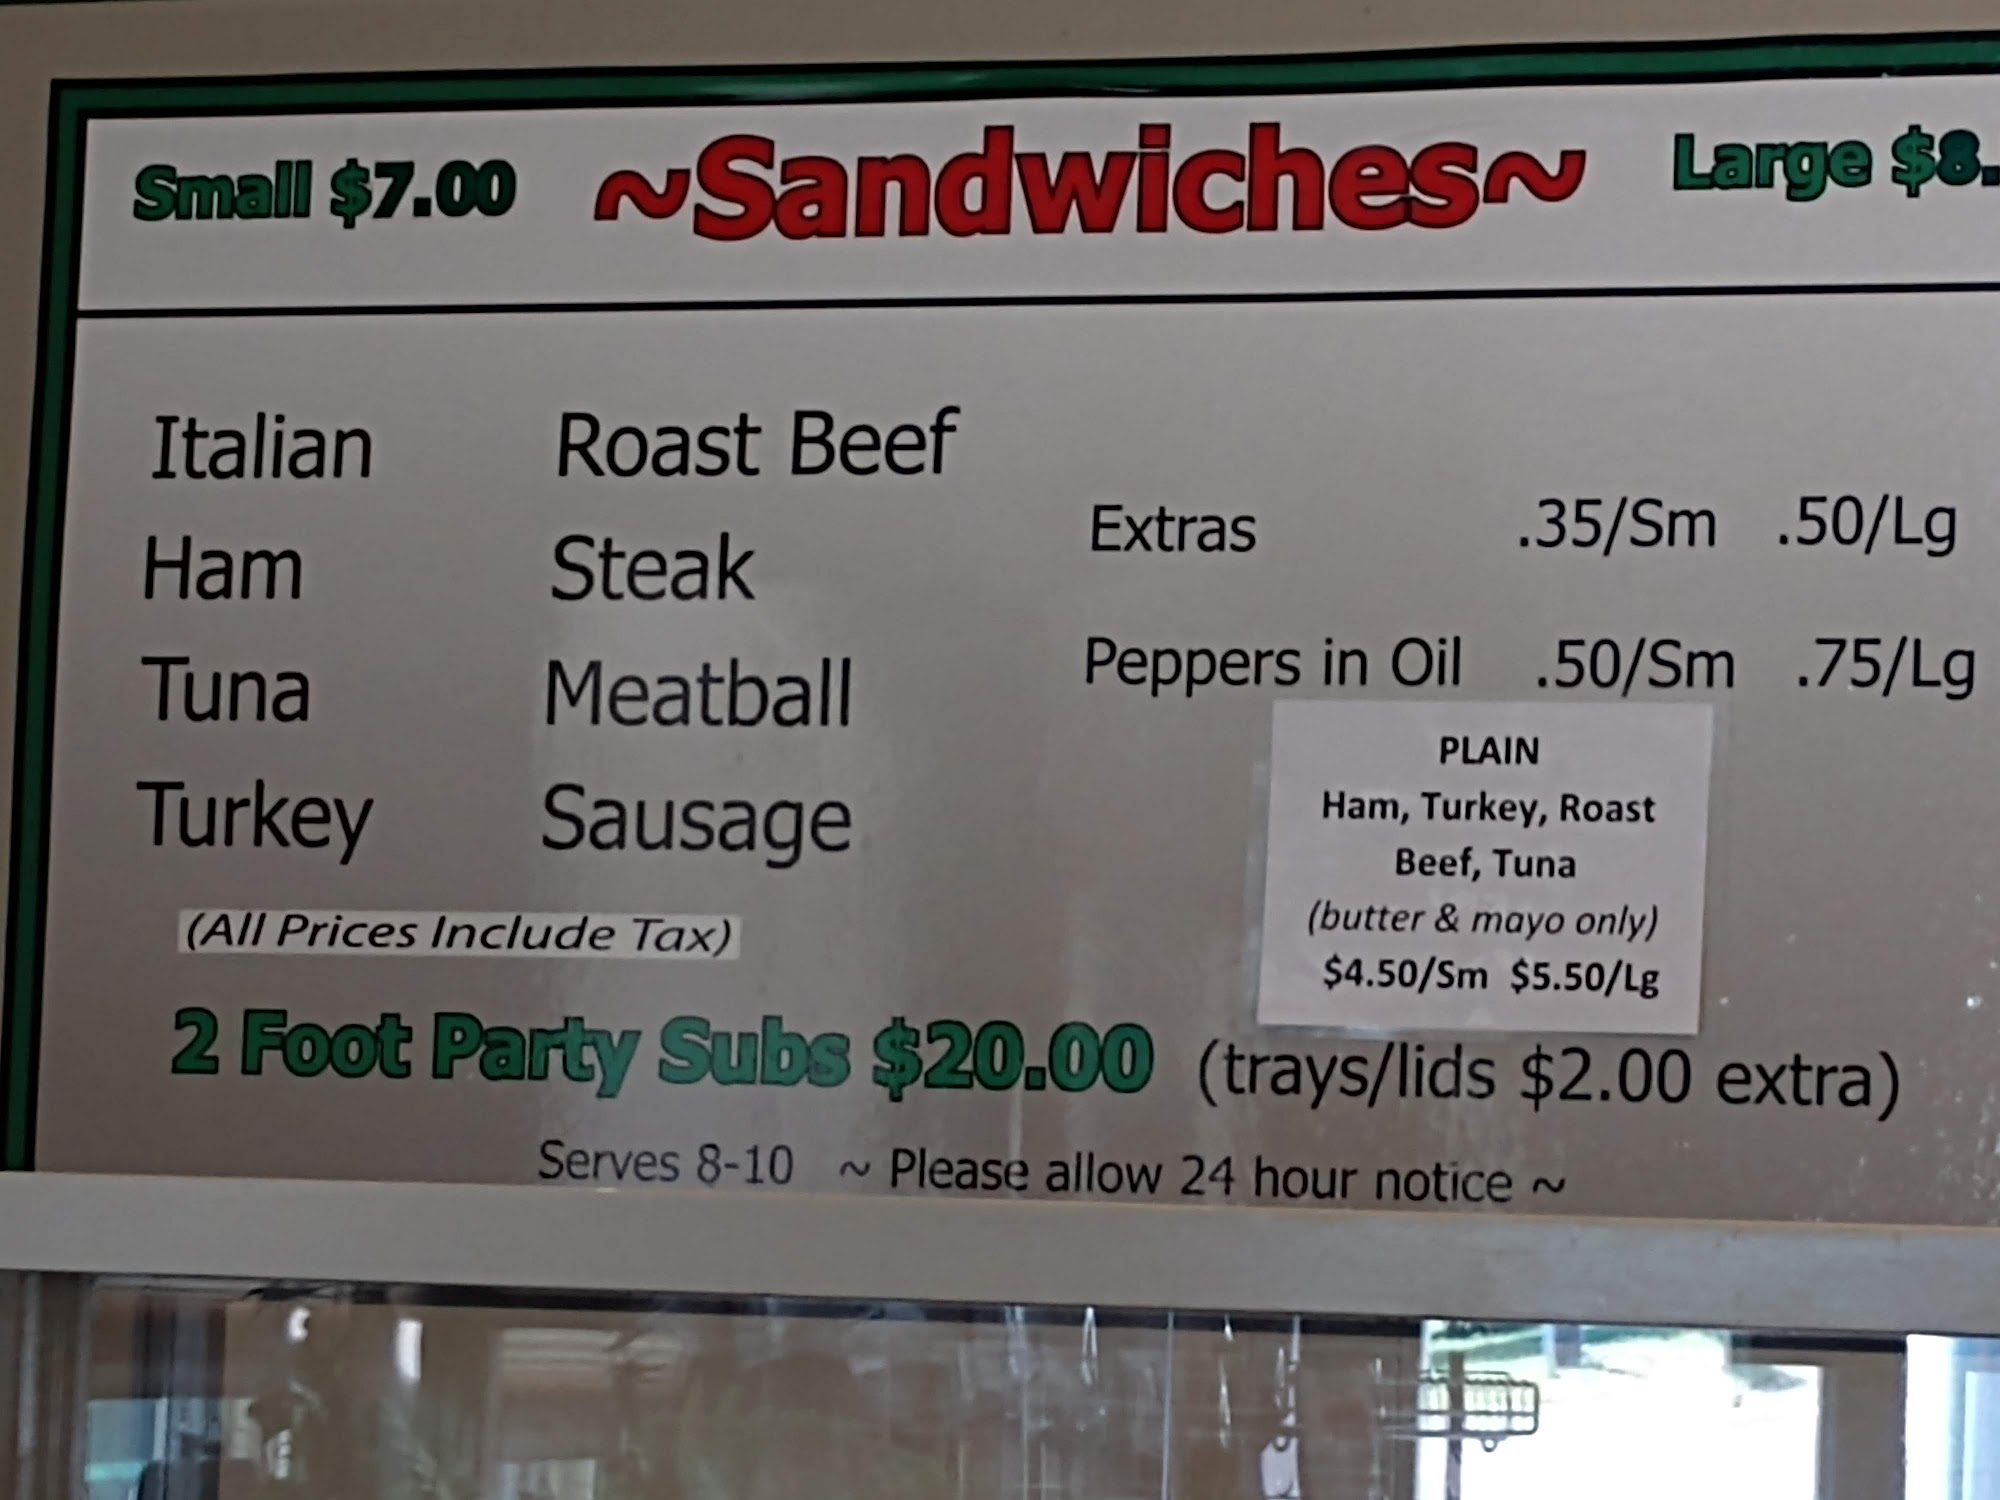 Small $7.00 ~Sandwiches~ Large $8.
Italian Roast Beef
Ham Steak
Tuna Meatball
Turkey Sausage
Extras .35/Sm .50/Lg
Peppers in Oil .50/Sm .75/Lg
PLAIN
Ham, Turkey, Roast
Beef, Tuna
(butter & mayo only)
$4.50/Sm $5.50/Lg
(All Prices Include Tax)
2 Foot Party Subs $20.00 (trays/lids $2.00 extra)
Serves 8-10 ~ Please allow 24 hour notice ~